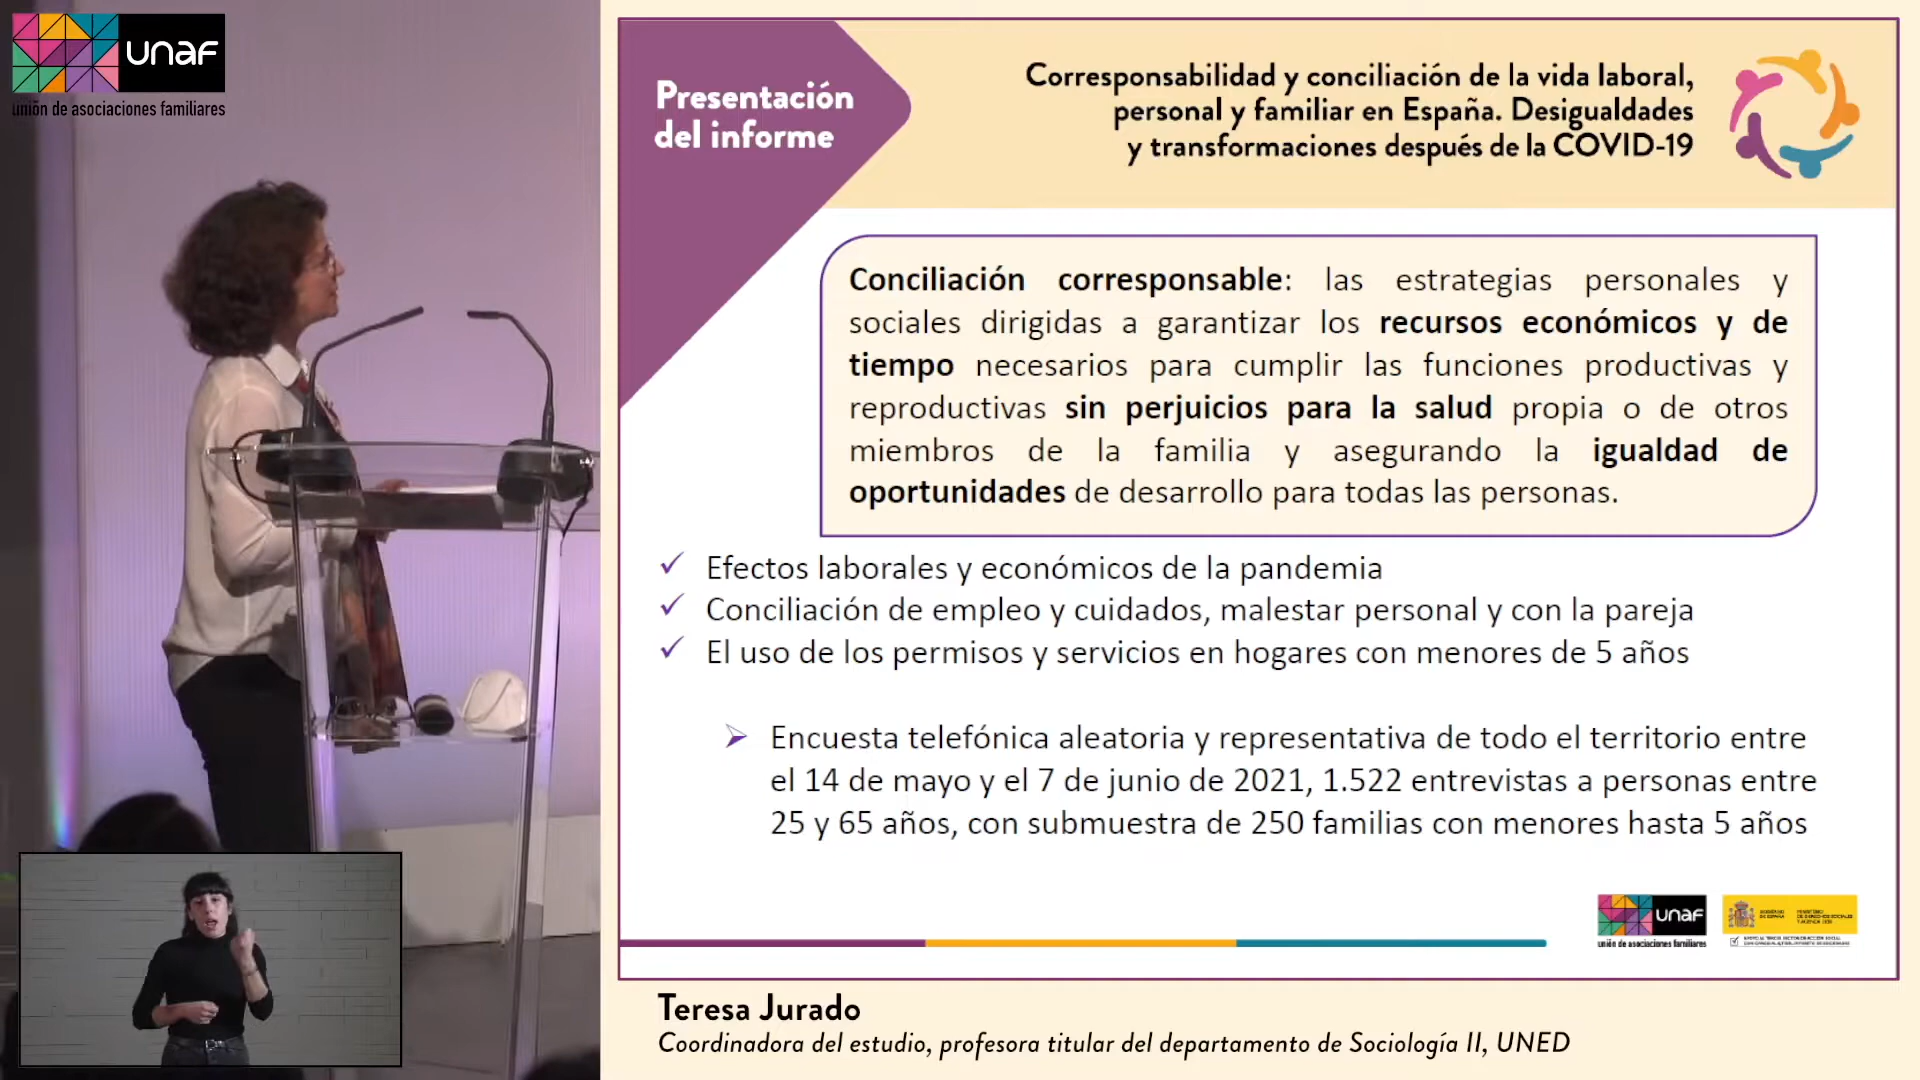 unaf
unión de asociaciones familiares
Presentación
del informe
Corresponsabilidad y conciliación de la vida laboral,
personal y familiar en España. Desigualdades
y transformaciones después de la COVID-19
Conciliación corresponsable: las estrategias personales y
sociales dirigidas a garantizar los recursos económicos y de
tiempo necesarios para cumplir las funciones productivas y
reproductivas sin perjuicios para la salud propia o de otros
miembros de la familia y asegurando la igualdad de
oportunidades de desarrollo para todas las personas.
✓ Efectos laborales y económicos de la pandemia
✓ Conciliación de empleo y cuidados, malestar personal y con la pareja
✓ El uso de los permisos y servicios en hogares con menores de 5 años
➢ Encuesta telefónica aleatoria y representativa de todo el territorio entre
el 14 de mayo y el 7 de junio de 2021, 1.522 entrevistas a personas entre
25 y 65 años, con submuestra de 250 familias con menores hasta 5 años
unaf
unión de asociaciones familiares
Teresa Jurado
Coordinadora del estudio, profesora titular del departamento de Sociología II, UNED